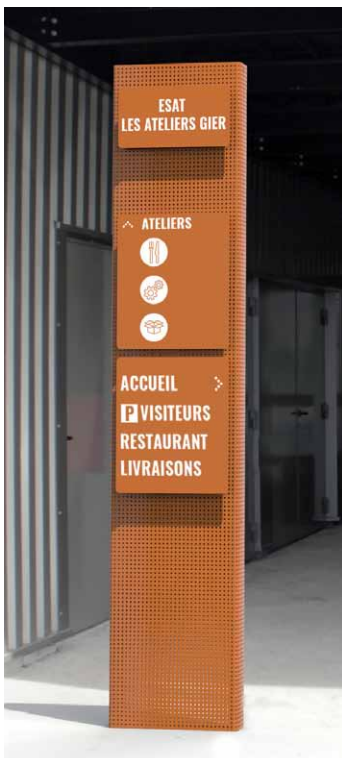 ESAT
LES ATELIERS GIER
ATELIERS
ACCUEIL
P VISITEURS
RESTAURANT
LIVRAISONS